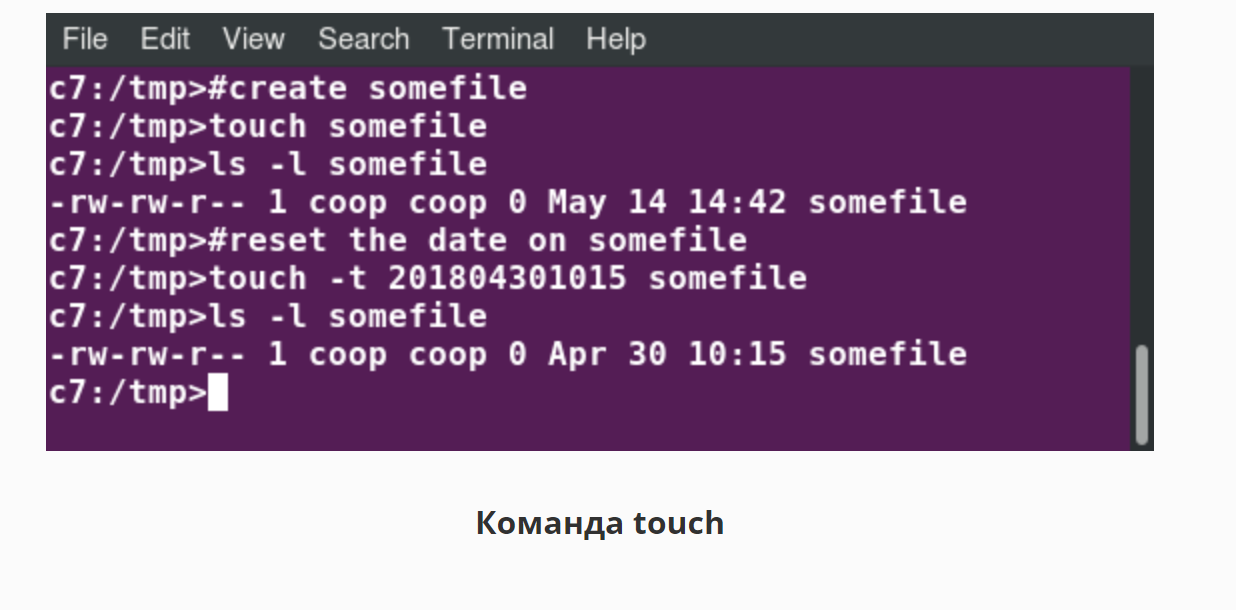 File Edit View Search Terminal Help
c7:/tmp>#create somefile
c7:/tmp>touch somefile
c7:/tmp>ls -l somefile
-rw-rw-r-- 1 coop coop 0 May 14 14:42 somefile
c7:/tmp>#reset the date on somefile
c7:/tmp>touch -t 201804301015 somefile
c7:/tmp>ls -l somefile
-rw-rw-r-- 1 coop coop 0 Apr 30 10:15 somefile
c7:/tmp>
Команда touch